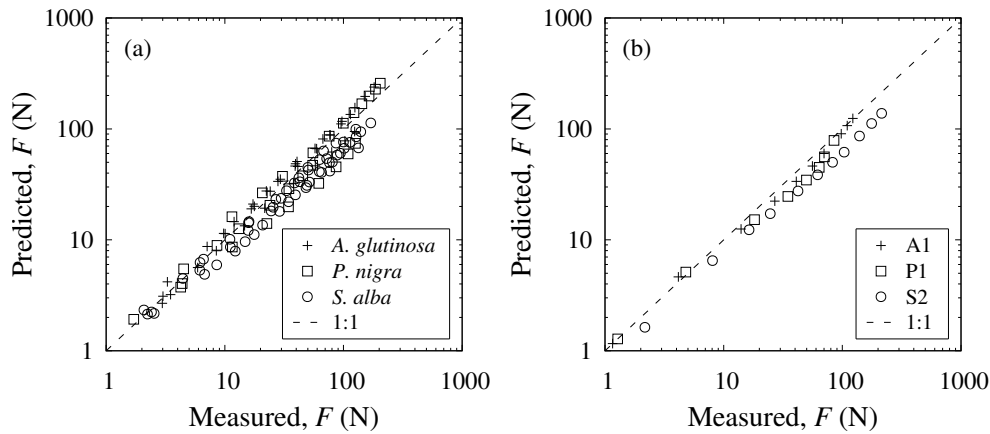 (a)
Predicted, F (N)
1000
100
10
1
1 10 100 1000
Measured, F (N)
A. glutinosa
P. nigra
S. alba
1:1
(b)
Predicted, F (N)
1000
100
10
1
1 10 100 1000
Measured, F (N)
A1
P1
S2
1:1